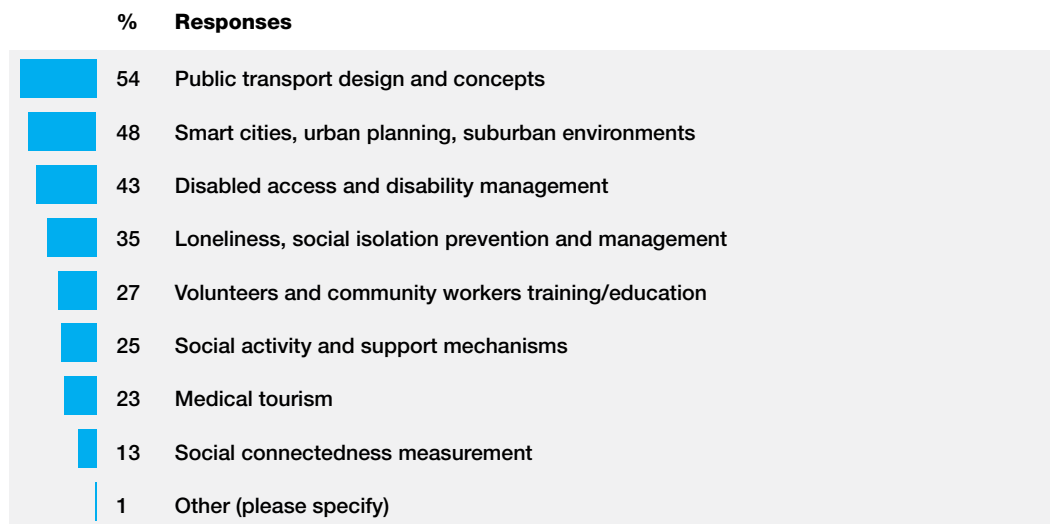 % Responses
54 Public transport design and concepts
48 Smart cities, urban planning, suburban environments
43 Disabled access and disability management
35 Loneliness, social isolation prevention and management
27 Volunteers and community workers training/education
25 Social activity and support mechanisms
23 Medical tourism
13 Social connectedness measurement
1 Other (please specify)